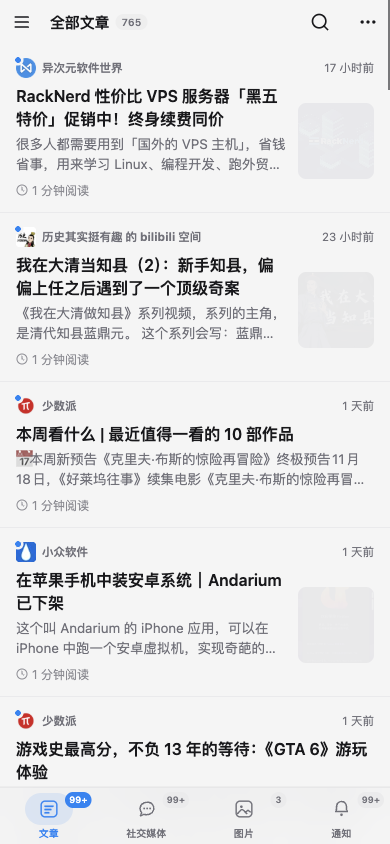 全部文章 765
异次元软件世界 17 小时前
RackNerd 性价比 VPS 服务器「黑五
特价」促销中！终身续费同价
很多人都需要用到「国外的 VPS 主机」，省钱
省事，用来学习 Linux、编程开发、跑外贸...
1 分钟阅读
历史其实挺有趣 的 bilibili 空间 23 小时前
我在大清当知县（2）：新手知县，偏
偏上任之后遇到了一个顶级奇案
《我在大清做知县》系列视频，系列的主角，
是清代知县蓝鼎元。 这个系列会写：蓝鼎...
我在大
当知县
1 分钟阅读
少数派 1 天前
本周看什么 | 最近值得一看的 10 部作品
17本周新预告《克里夫·布斯的惊险再冒险》终极预告11 月
18 日，《好莱坞往事》续集电影《克里夫·布斯的惊险再冒...
1 分钟阅读
小众软件 1 天前
在苹果手机中装安卓系统｜Andarium
已下架
这个叫 Andarium 的 iPhone 应用，可以在
iPhone 中跑一个安卓虚拟机，实现奇葩的...
1 分钟阅读
少数派 1 天前
游戏史最高分，不负 13 年的等待：《GTA 6》游玩
体验
99+ 99+ 3 99+
文章 社交媒体 图片 通知